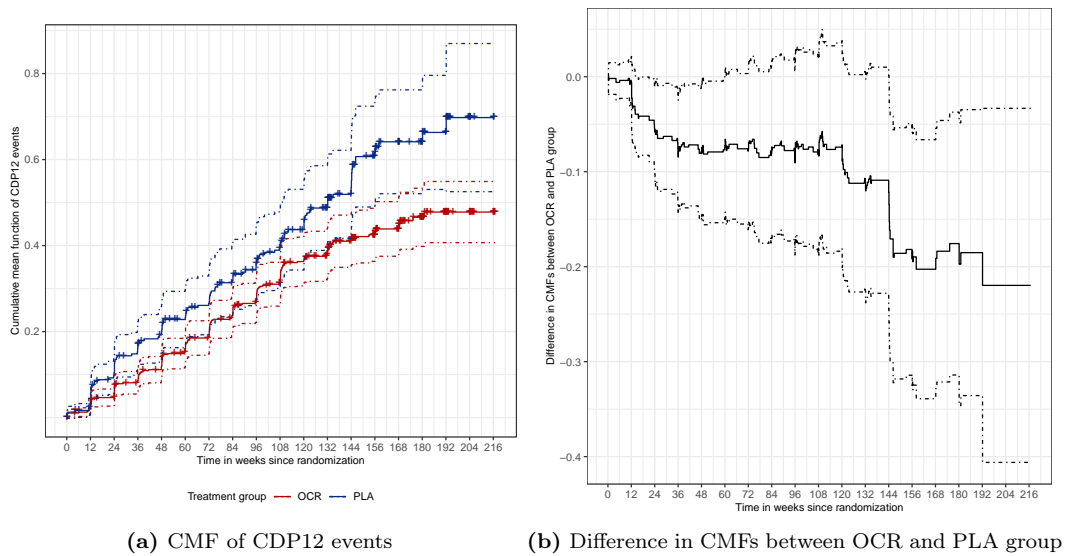 Cumulative mean function of CDP12 events
0.8
0.6
0.4
0.2
0 12 24 36 48 60 72 84 96 108 120 132 144 156 168 180 192 204 216
Time in weeks since randomization
Treatment group OCR PLA
(a) CMF of CDP12 events
Difference in CMFs between OCR and PLA group
0.0
−0.1
−0.2
−0.3
−0.4
0 12 24 36 48 60 72 84 96 108 120 132 144 156 168 180 192 204 216
Time in weeks since randomization
(b) Difference in CMFs between OCR and PLA group